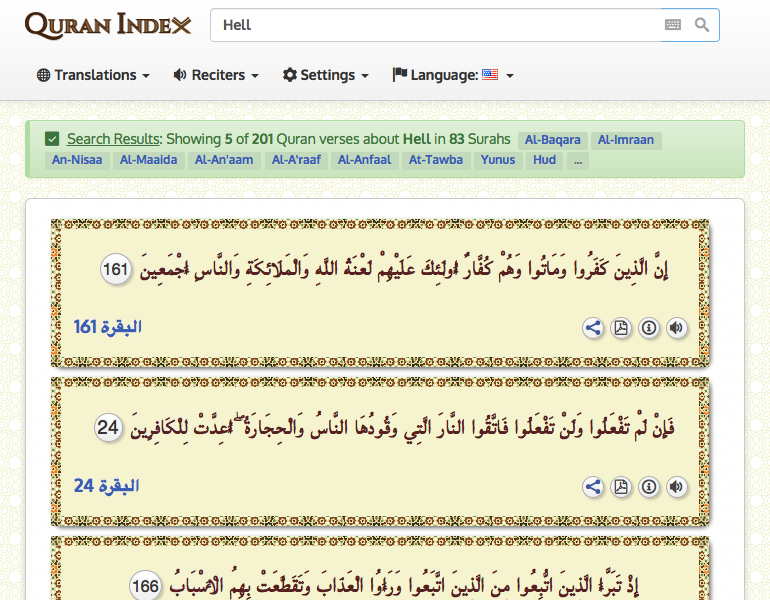 QURAN INDEX
Hell
Translations Reciters Settings Language:
Search Results: Showing 5 of 201 Quran verses about Hell in 83 Surahs Al-Baqara Al-Imraan
An-Nisaa Al-Maaida Al-An'aam Al-A'raaf Al-Anfaal At-Tawba Yunus Hud ...
إِنَّ الَّذِينَ كَفَرُوا وَمَاتُوا وَهُمْ كُفَّارٌ أُولَئِكَ عَلَيْهِمْ لَعْنَةُ اللَّهِ وَالْمَلَائِكَةِ وَالنَّاسِ أَجْمَعِينَ 161
البقرة 161
فَإِنْ لَمْ تَفْعَلُوا وَلَنْ تَفْعَلُوا فَاتَّقُوا النَّارَ الَّتِي وَقُودُهَا النَّاسُ وَالْحِجَارَةُ ۖ أُعِدَّتْ لِلْكَافِرِينَ 24
البقرة 24
إِذْ تَبَرَّأَ الَّذِينَ اتُّبِعُوا مِنَ الَّذِينَ اتَّبَعُوا وَرَأَوُا الْعَذَابَ وَتَقَطَّعَتْ بِهِمُ الْأَسْبَابُ 166